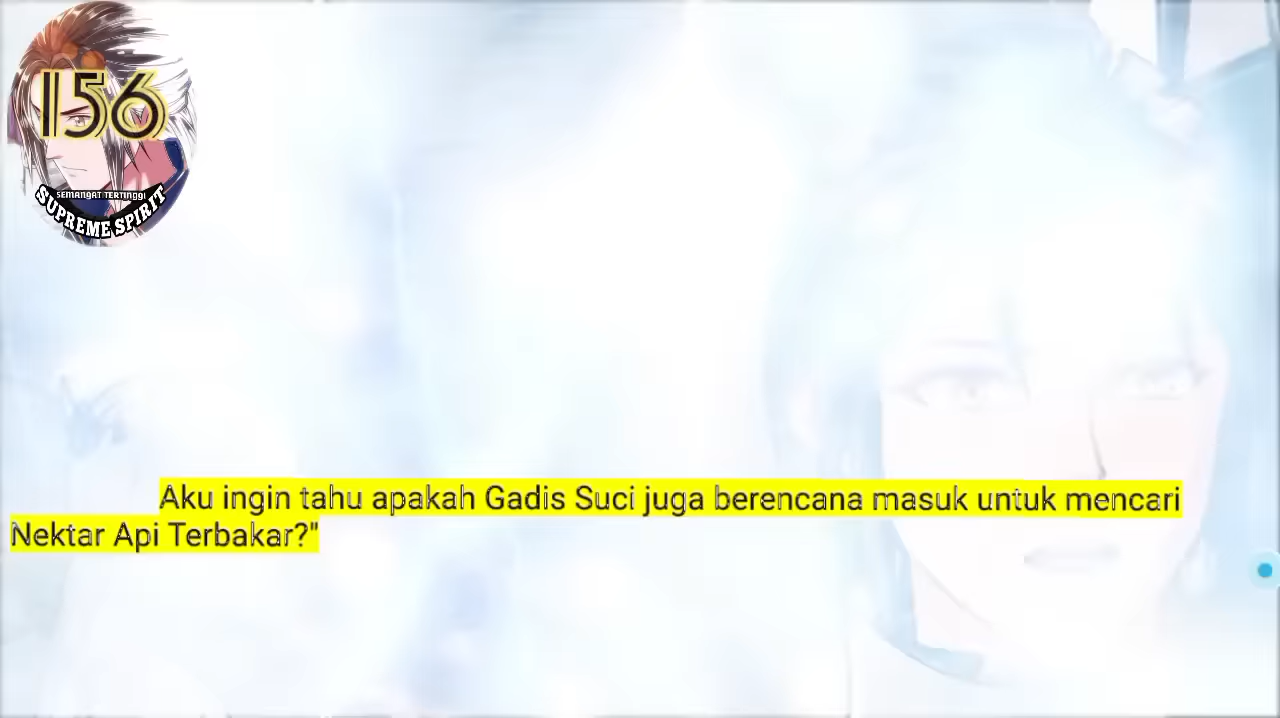 156
SEMANGAT TERTINGGI
SUPREME SPIRIT
Aku ingin tahu apakah Gadis Suci juga berencana masuk untuk mencari
Nektar Api Terbakar?"